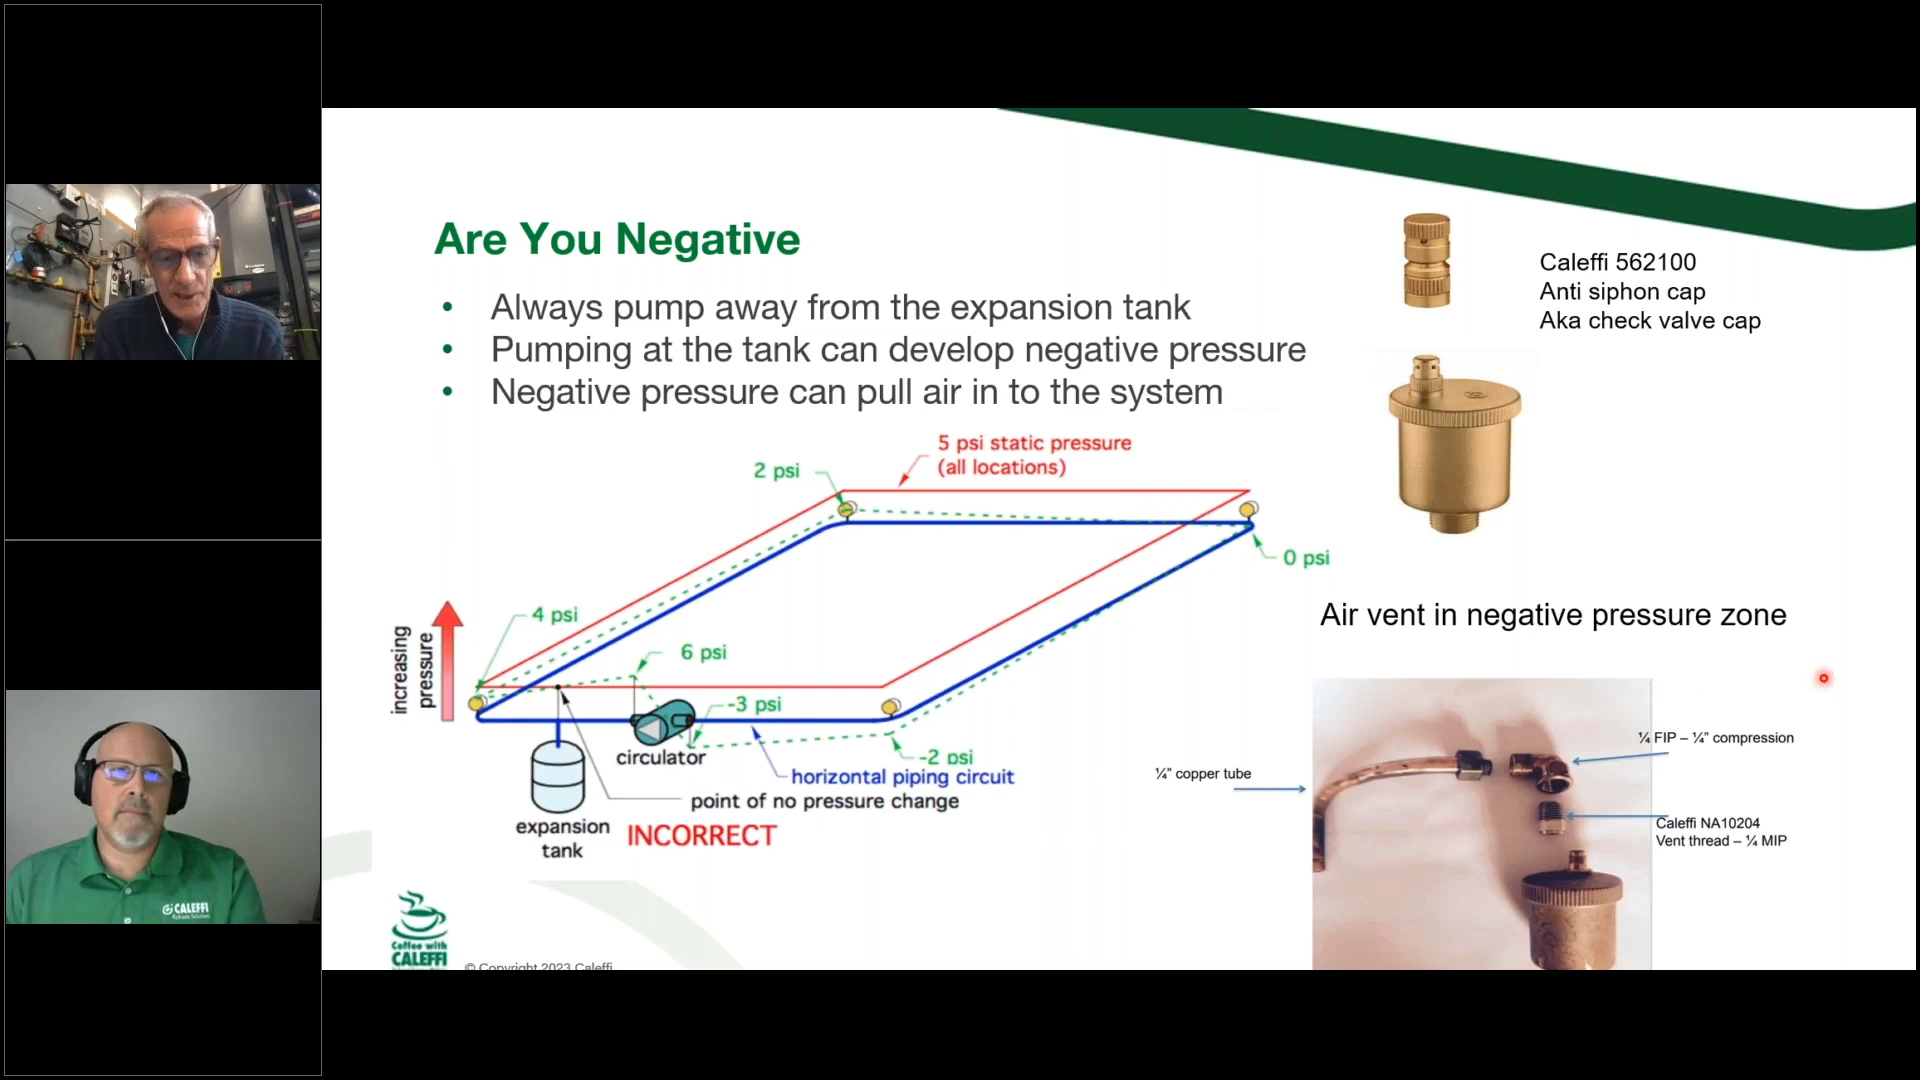 Are You Negative
• Always pump away from the expansion tank
• Pumping at the tank can develop negative pressure
• Negative pressure can pull air in to the system
Caleffi 562100
Anti siphon cap
Aka check valve cap
5 psi static pressure
(all locations)
2 psi
0 psi
4 psi
increasing
pressure
6 psi
-3 psi
-2 psi
circulator
horizontal piping circuit
point of no pressure change
expansion
tank
INCORRECT
Air vent in negative pressure zone
¼ FIP – ¼” compression
¼” copper tube
Caleffi NA10204
Vent thread – ¼ MIP
Coffee with
CALEFFI
© Copyright 2023 Caleffi
CALEFFI